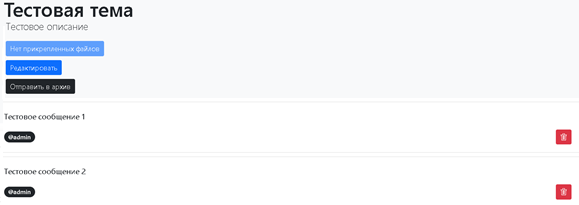 Тестовая тема
Тестовое описание
Нет прикрепленных файлов
Редактировать
Отправить в архив
Тестовое сообщение 1
@admin
Тестовое сообщение 2
@admin